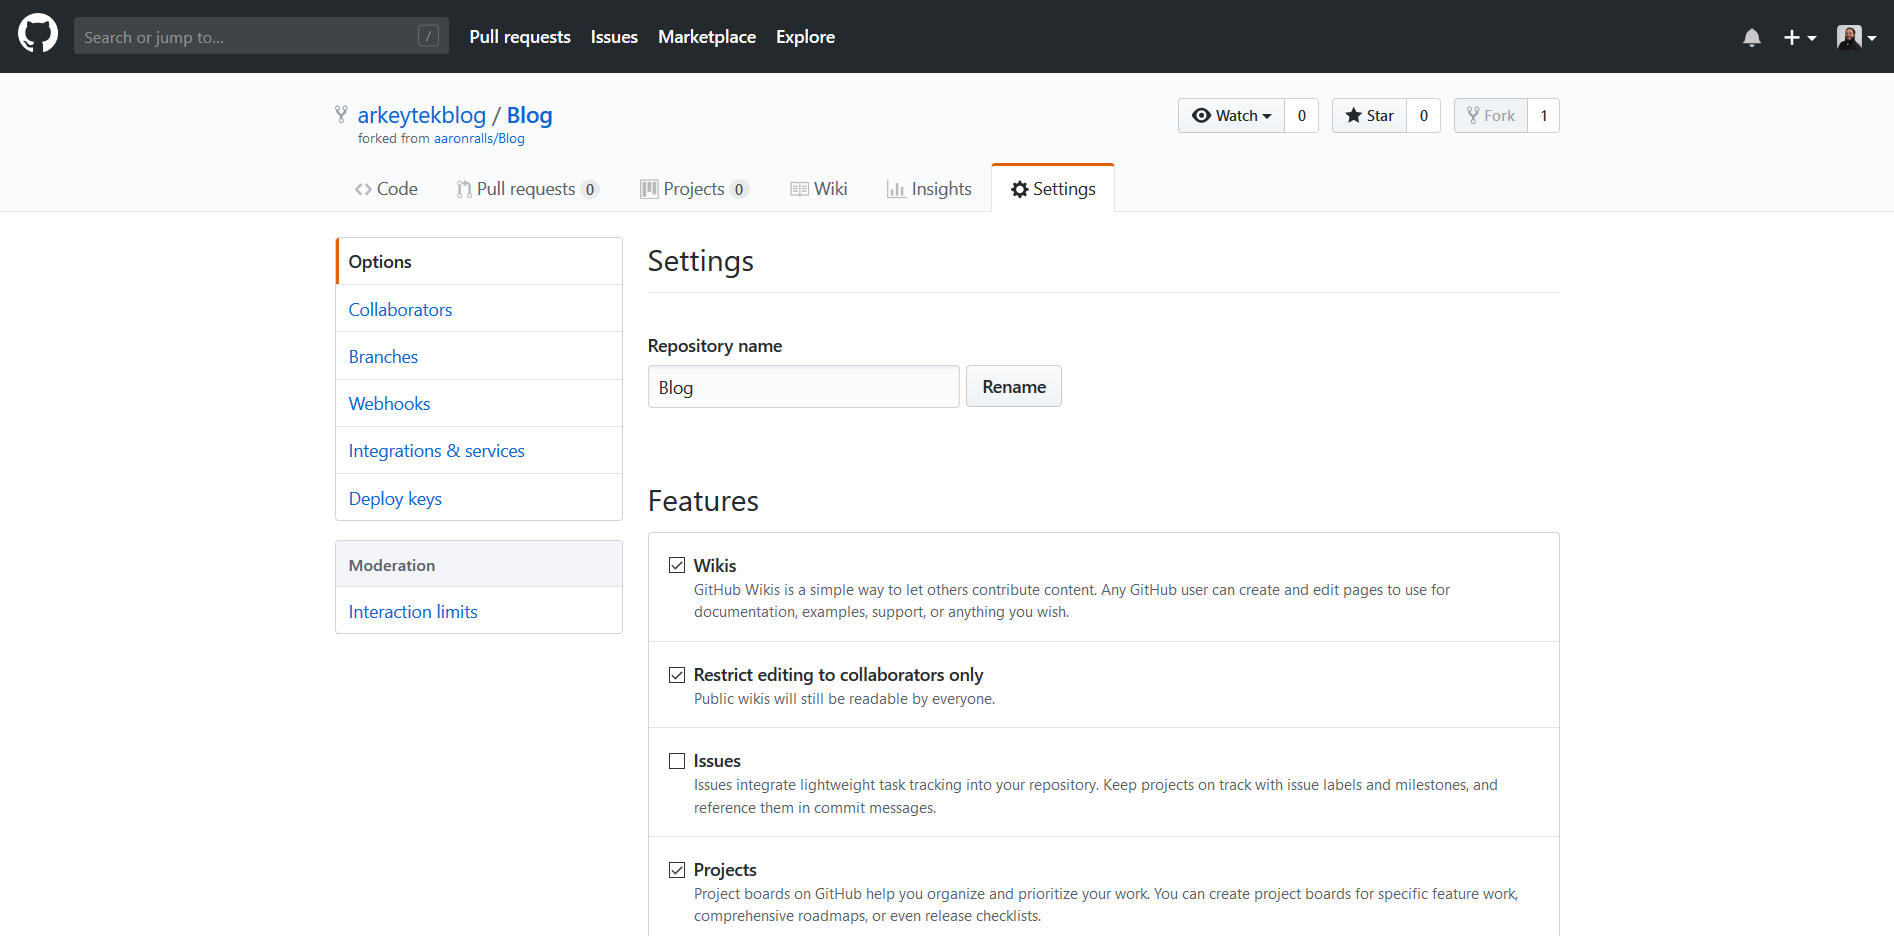 Search or jump to... / Pull requests Issues Marketplace Explore
arkeytekblog / Blog
forked from aaronralls/Blog
Watch 0 Star 0 Fork 1
Code Pull requests 0 Projects 0 Wiki Insights Settings
Options
Collaborators
Branches
Webhooks
Integrations & services
Deploy keys
Moderation
Interaction limits
Settings
Repository name
Blog Rename
Features
Wikis
GitHub Wikis is a simple way to let others contribute content. Any GitHub user can create and edit pages to use for
documentation, examples, support, or anything you wish.
Restrict editing to collaborators only
Public wikis will still be readable by everyone.
Issues
Issues integrate lightweight task tracking into your repository. Keep projects on track with issue labels and milestones, and
reference them in commit messages.
Projects
Project boards on GitHub help you organize and prioritize your work. You can create project boards for specific feature work,
comprehensive roadmaps, or even release checklists.